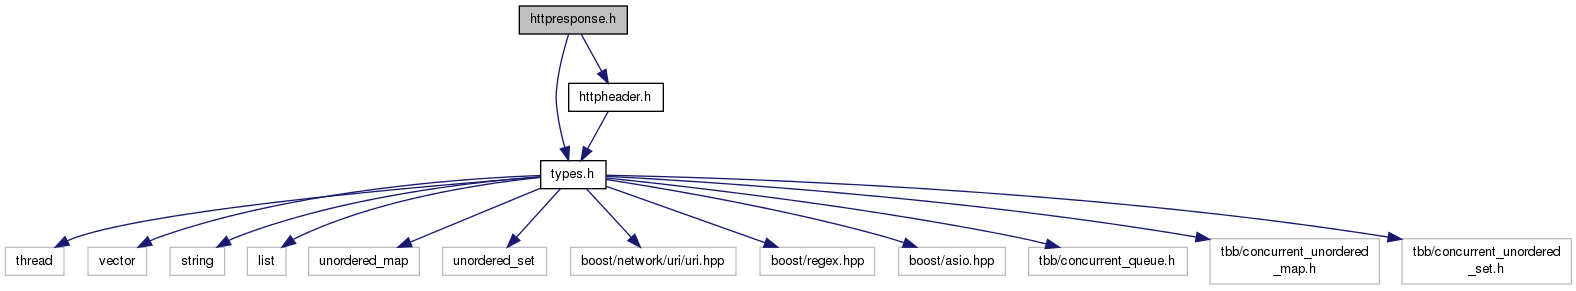 httpresponse.h
httpheader.h
types.h
thread
vector
string
list
unordered_map
unordered_set
boost/network/uri/uri.hpp
boost/regex.hpp
boost/asio.hpp
tbb/concurrent_queue.h
tbb/concurrent_unordered
_map.h
tbb/concurrent_unordered
_set.h